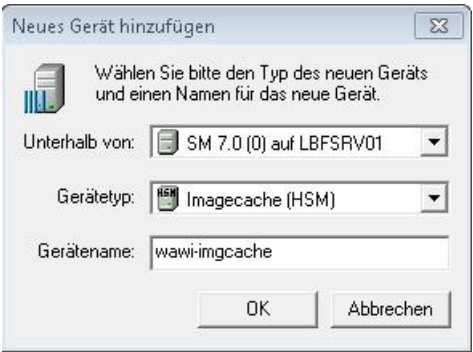 Neues Gerät hinzufügen
Wählen Sie bitte den Typ des neuen Geräts
und einen Namen für das neue Gerät.
Unterhalb von: SM 7.0 (0) auf LBFSRV01
Gerätetyp: HSM Imagecache (HSM)
Gerätename: wawi-imgcache
OK Abbrechen